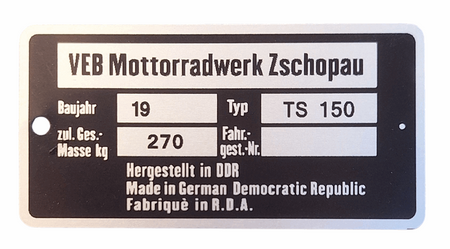 VEB Mottorradwerk Zschopau
Baujahr 19 Typ TS 150
zul. Ges.- Masse kg 270 Fahr.- gest.-Nr.
Hergestellt in DDR
Made in German Democratic Republic
Fabriquè in R.D.A.